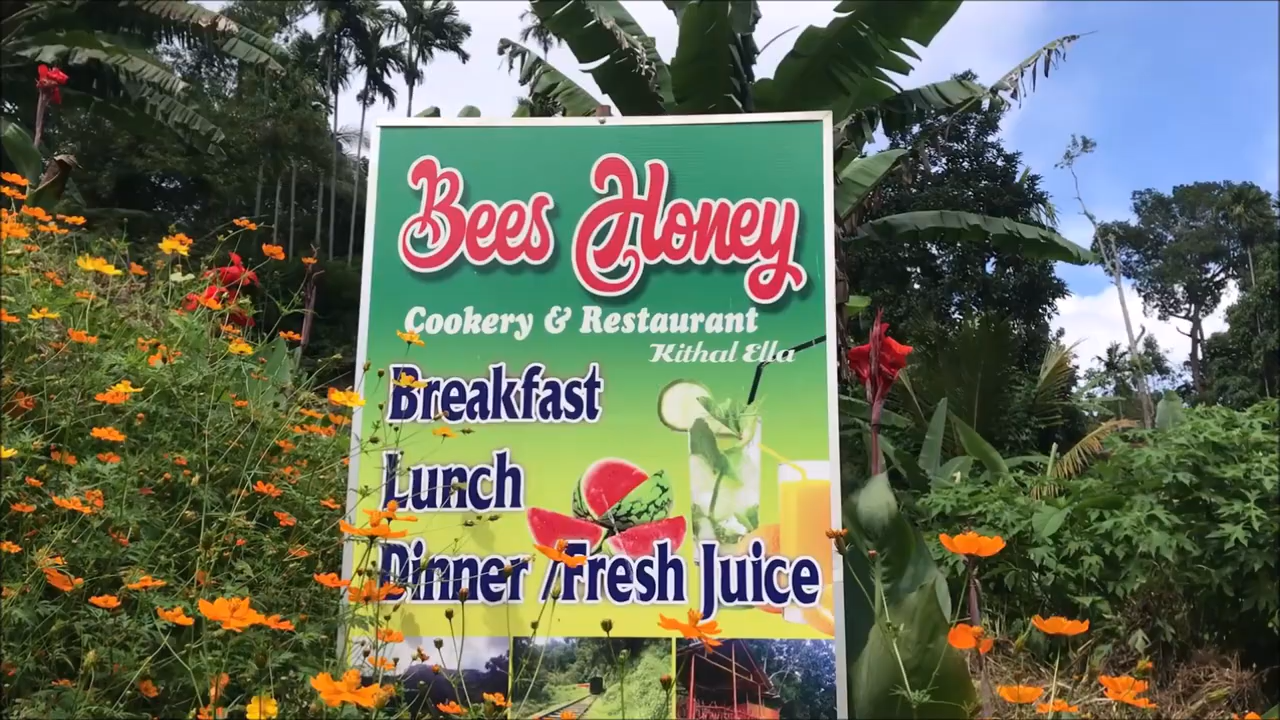 Bees Honey
Cookery & Restaurant
Kithal Ella
Breakfast
Lunch
Dinner /Fresh Juice